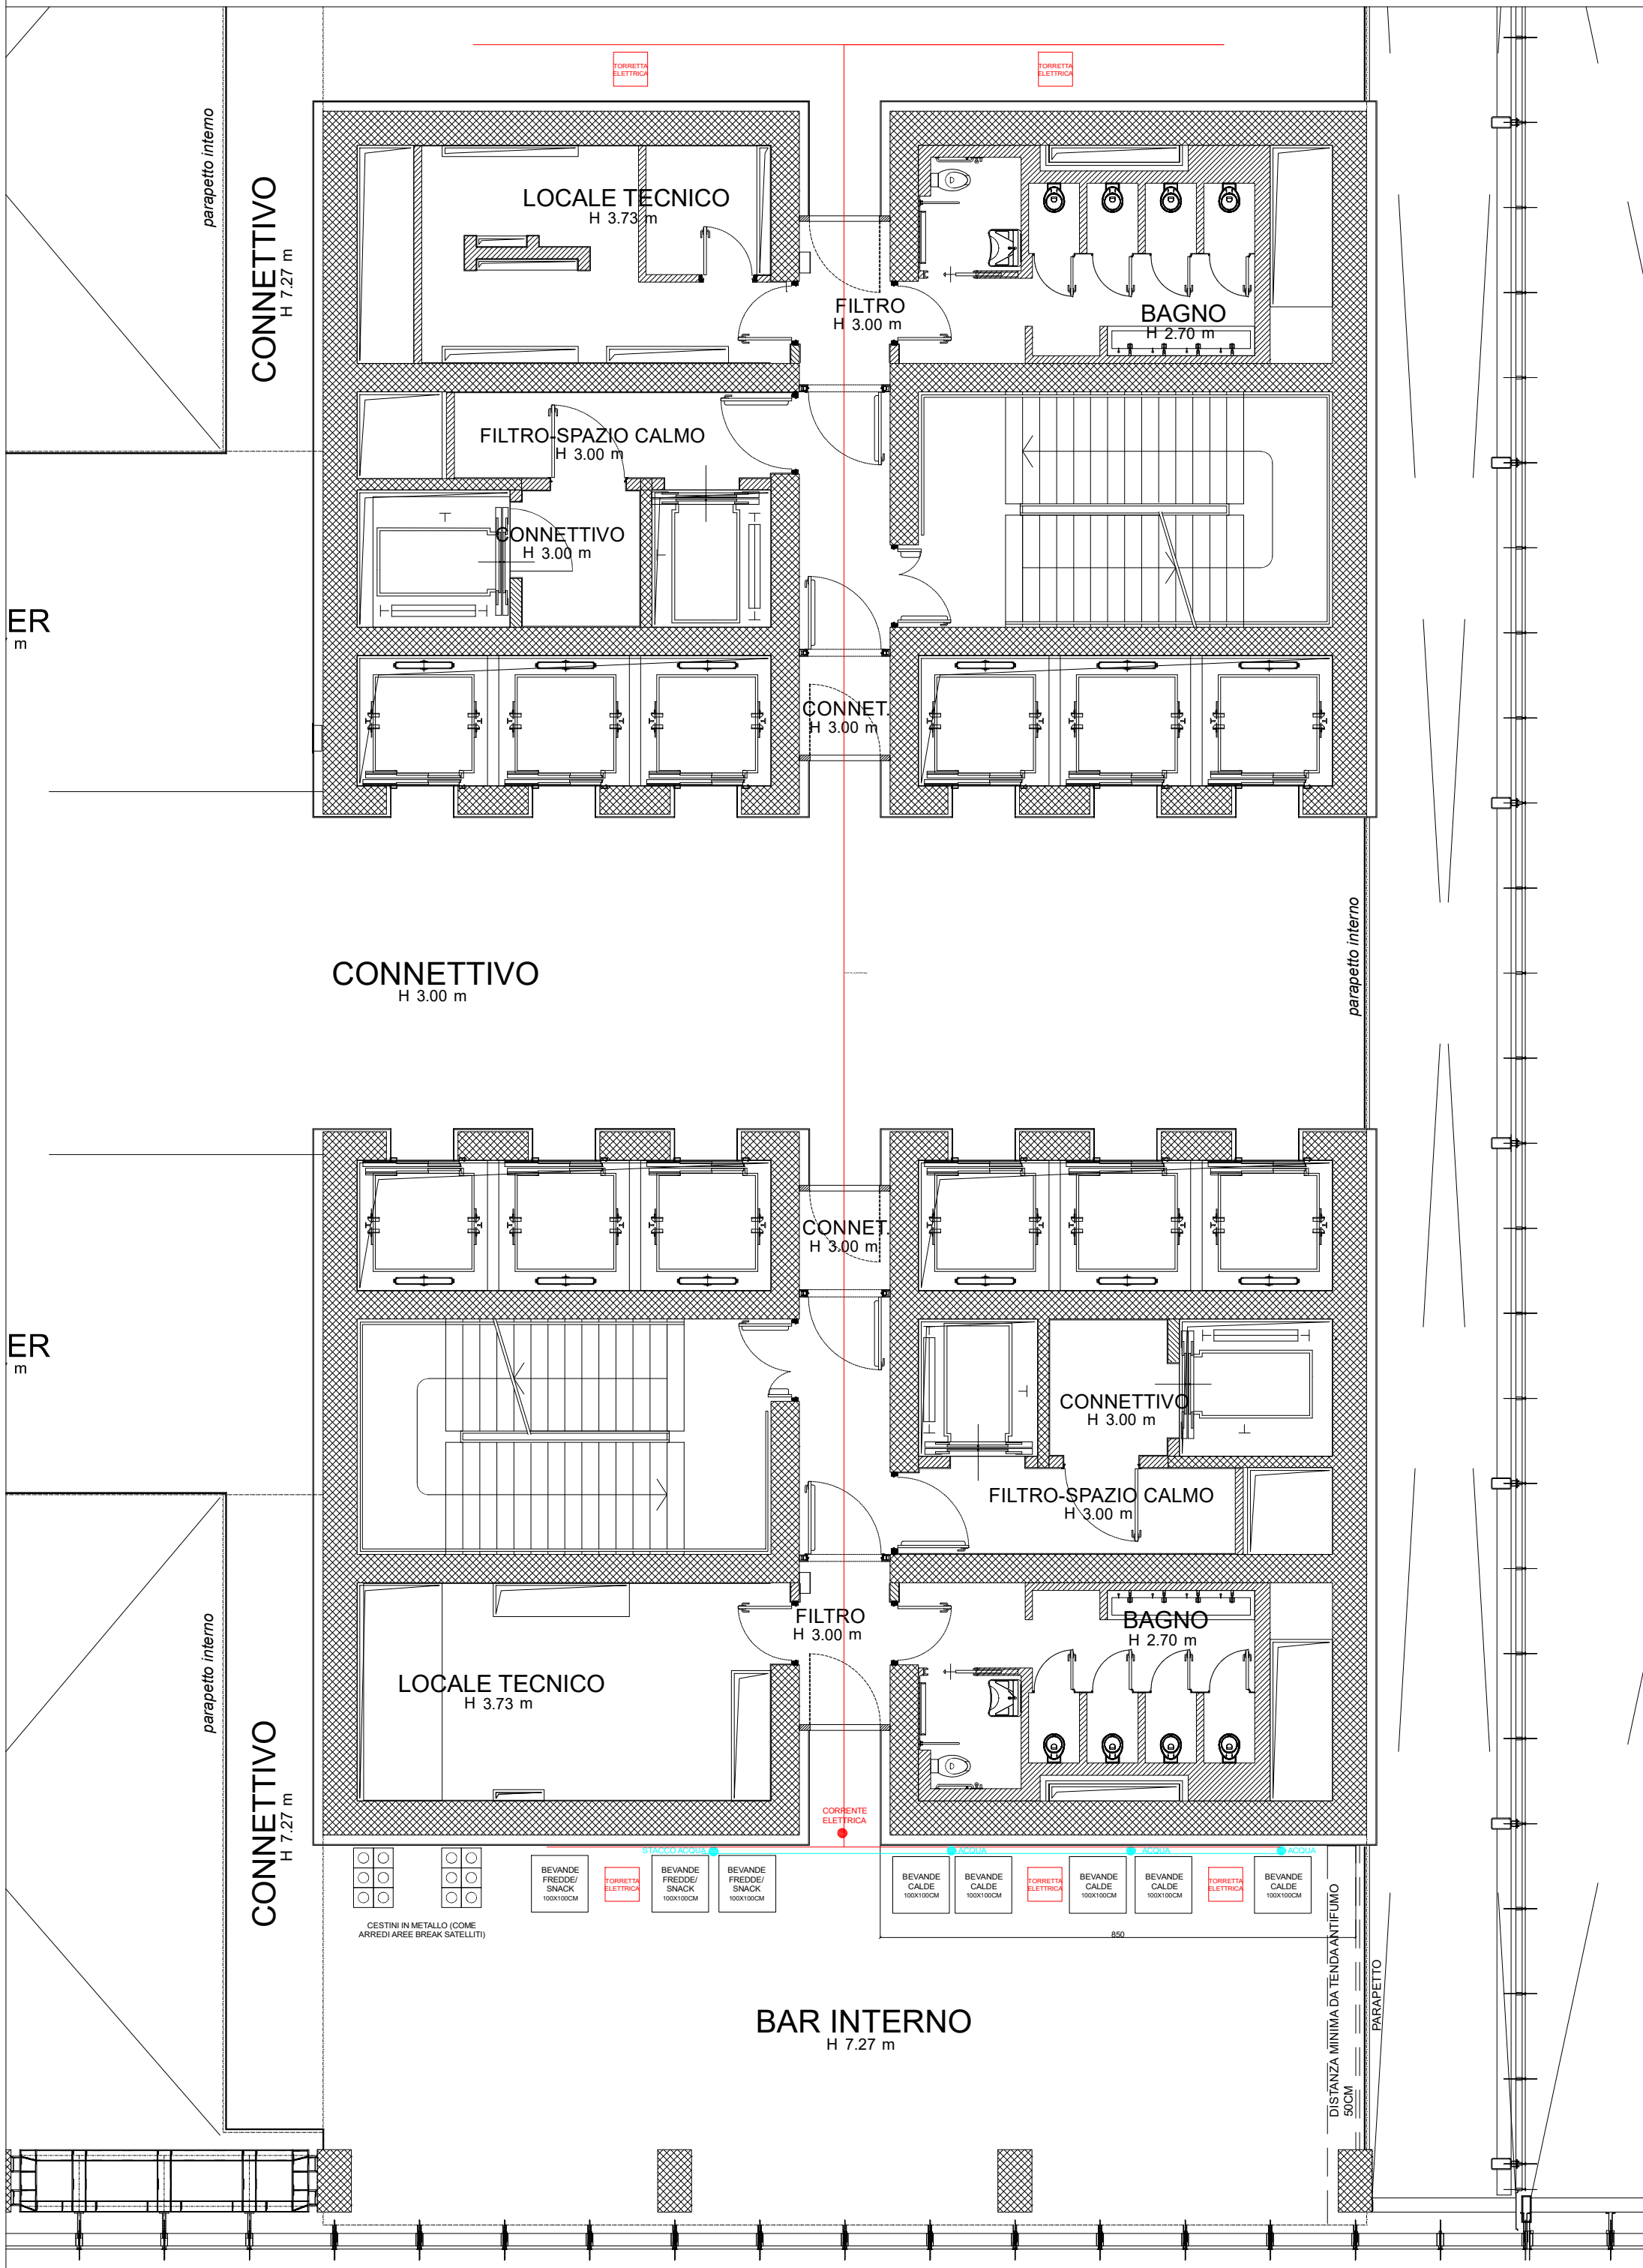 TORRETTA
ELETTRICA
TORRETTA
ELETTRICA
parapetto interno
CONNETTIVO
H 7.27 m
LOCALE TECNICO
H 3.73 m
FILTRO
H 3.00 m
BAGNO
H 2.70 m
FILTRO-SPAZIO CALMO
H 3.00 m
CONNETTIVO
H 3.00 m
ER
m
CONNET.
H 3.00 m
CONNETTIVO
H 3.00 m
parapetto interno
CONNET.
H 3.00 m
ER
m
CONNETTIVO
H 3.00 m
FILTRO-SPAZIO CALMO
H 3.00 m
FILTRO
H 3.00 m
BAGNO
H 2.70 m
LOCALE TECNICO
H 3.73 m
parapetto interno
CONNETTIVO
H 7.27 m
CORRENTE
ELETTRICA
STACCO ACQUA
ACQUA
ACQUA
ACQUA
BEVANDE
FREDDE/
SNACK
100X100CM
TORRETTA
ELETTRICA
BEVANDE
FREDDE/
SNACK
100X100CM
BEVANDE
FREDDE/
SNACK
100X100CM
BEVANDE
CALDE
100X100CM
BEVANDE
CALDE
100X100CM
TORRETTA
ELETTRICA
BEVANDE
CALDE
100X100CM
BEVANDE
CALDE
100X100CM
TORRETTA
ELETTRICA
BEVANDE
CALDE
100X100CM
CESTINI IN METALLO (COME
ARREDI AREE BREAK SATELLITI)
850
DISTANZA MINIMA DA TENDA ANTIFUMO
50CM
PARAPETTO
BAR INTERNO
H 7.27 m